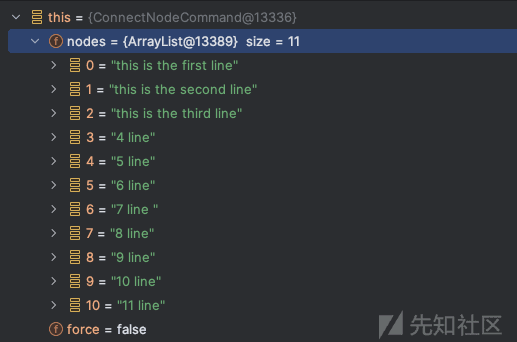 this = {ConnectNodeCommand@13336}
f nodes = {ArrayList@13389} size = 11
0 = "this is the first line"
1 = "this is the second line"
2 = "this is the third line"
3 = "4 line"
4 = "5 line"
5 = "6 line"
6 = "7 line "
7 = "8 line"
8 = "9 line"
9 = "10 line"
10 = "11 line"
f force = false
先知社区